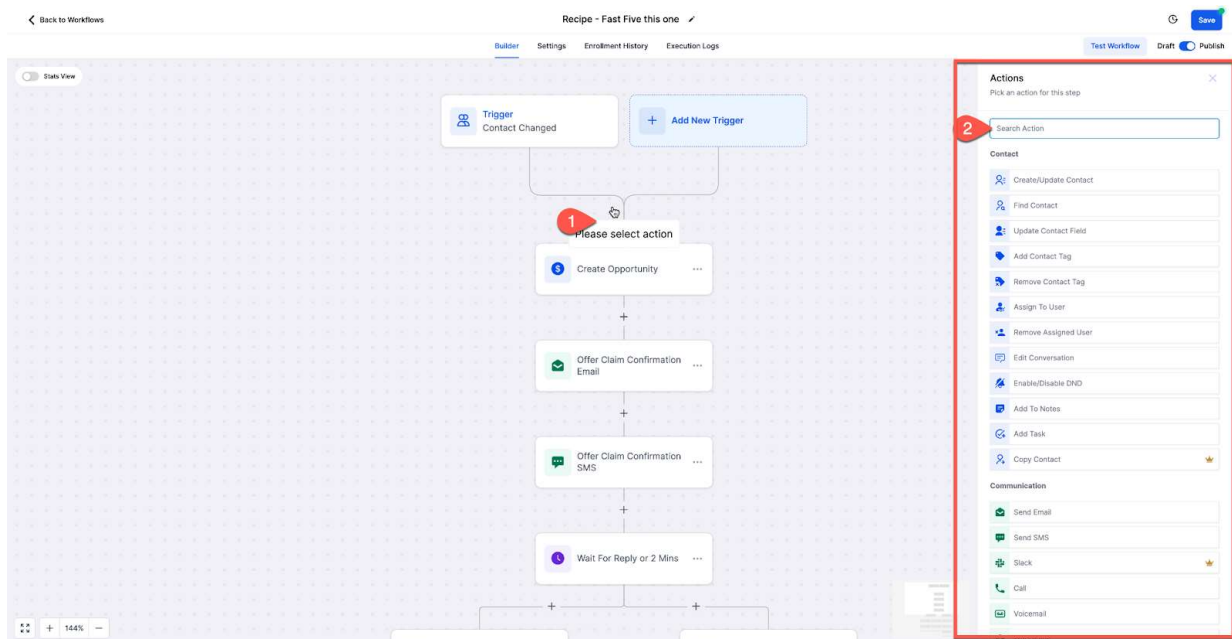 Back to Workflows
Recipe - Fast Five this one
Save
Builder
Settings
Enrollment History
Execution Logs
Test Workflow
Draft
Publish
Stats View
Trigger
Contact Changed
Add New Trigger
1
Please select action
Create Opportunity
Offer Claim Confirmation
Email
Offer Claim Confirmation
SMS
Wait For Reply or 2 Mins
144%
Actions
Pick an action for this step
2
Search Action
Contact
Create/Update Contact
Find Contact
Update Contact Field
Add Contact Tag
Remove Contact Tag
Assign To User
Remove Assigned User
Edit Conversation
Enable/Disable DND
Add To Notes
Add Task
Copy Contact
Communication
Send Email
Send SMS
Slack
Call
Voicemail